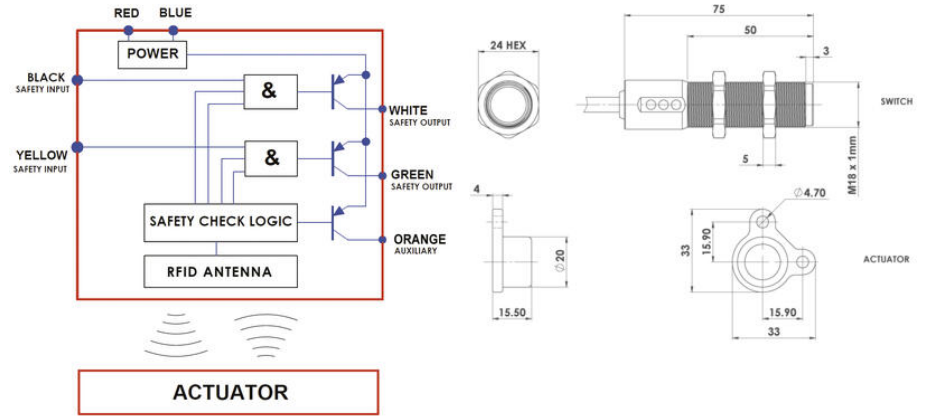 RED BLUE
POWER
BLACK
SAFETY INPUT
&
WHITE
SAFETY OUTPUT
YELLOW
SAFETY INPUT
&
GREEN
SAFETY OUTPUT
SAFETY CHECK LOGIC
ORANGE
AUXILIARY
RFID ANTENNA
ACTUATOR
75
50
24 HEX
3
SWITCH
5
M18 x 1mm
4
Ø20
15.50
Ø4.70
33
15.90
ACTUATOR
15.90
33